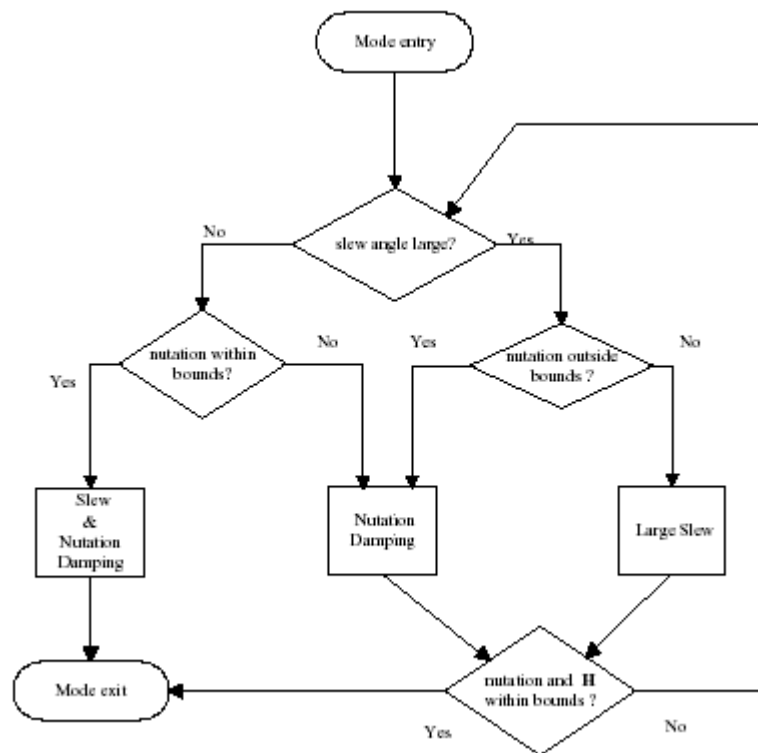 Mode entry
slew angle large?
No
Yes
nutation within
bounds?
No
Yes
nutation outside
bounds ?
Yes
No
Slew
&
Nutation
Damping
Nutation
Damping
Large Slew
Mode exit
nutation and H
within bounds ?
Yes
No